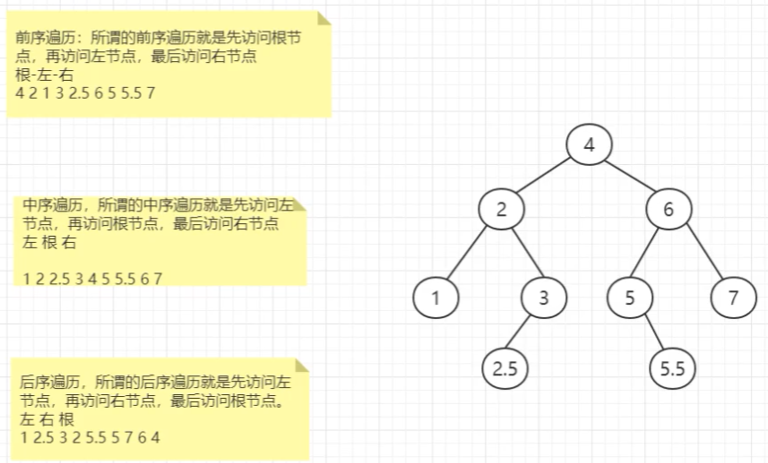 前序遍历：所谓的前序遍历就是先访问根节
点，再访问左节点，最后访问右节点
根-左-右
4 2 1 3 2.5 6 5 5.5 7
中序遍历，所谓的中序遍历就是先访问左
节点，再访问根节点，最后访问右节点
左 根 右
1 2 2.5 3 4 5 5.5 6 7
后序遍历，所谓的后序遍历就是先访问左
节点，再访问右节点，最后访问根节点。
左 右 根
1 2.5 3 2 5.5 5 7 6 4
4
2 6
1 3 5 7
2.5 5.5